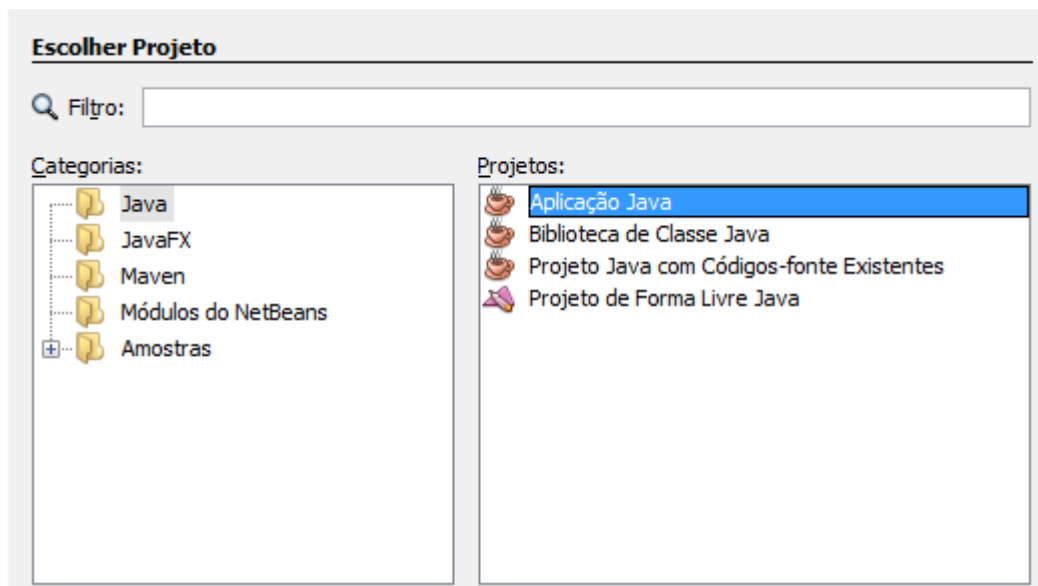 Escolher Projeto
Filtro:
Categorias:
Java
JavaFX
Maven
Módulos do NetBeans
Amostras
Projetos:
Aplicação Java
Biblioteca de Classe Java
Projeto Java com Códigos-fonte Existentes
Projeto de Forma Livre Java